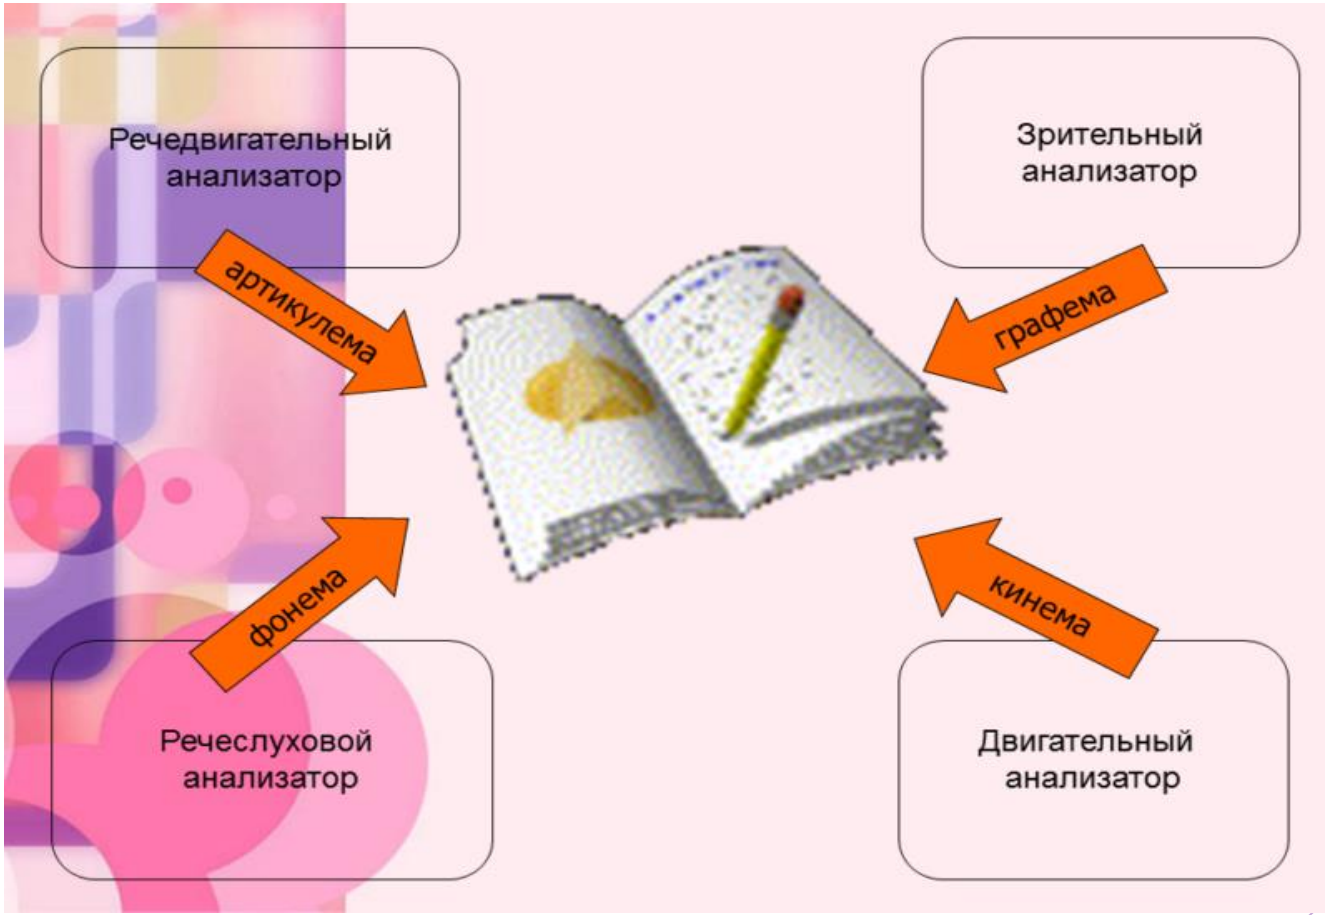 Речедвигательный
анализатор
Зрительный
анализатор
артикулема
графема
фонема
кинема
Речеслуховой
анализатор
Двигательный
анализатор